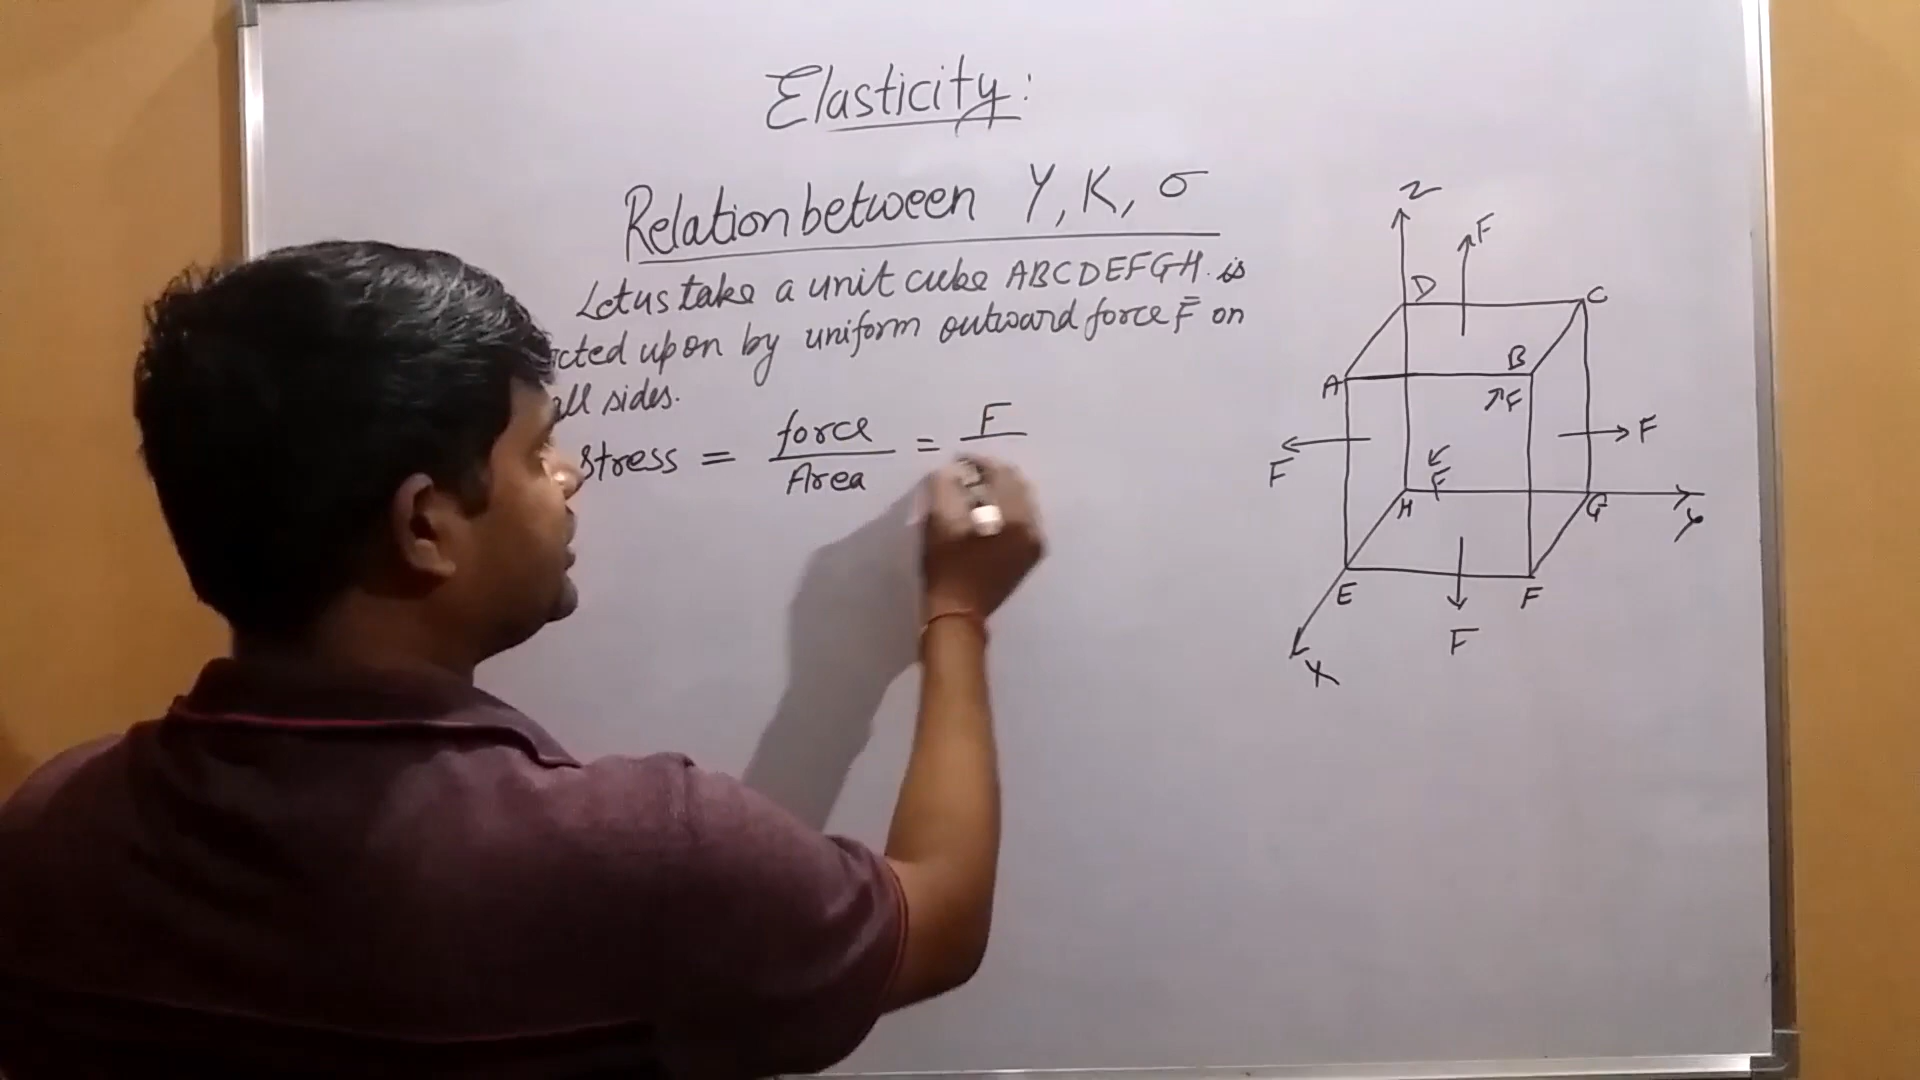 Elasticity:
Relation between Y, K, σ
Let us take a unit cube ABCDEFGH. is
cted upon by uniform outward force F̄ on
all sides.
Stress = force/Area = F/
Z
F
D
C
B
A
F
F
F
F
H
G
Y
E
F
F
X